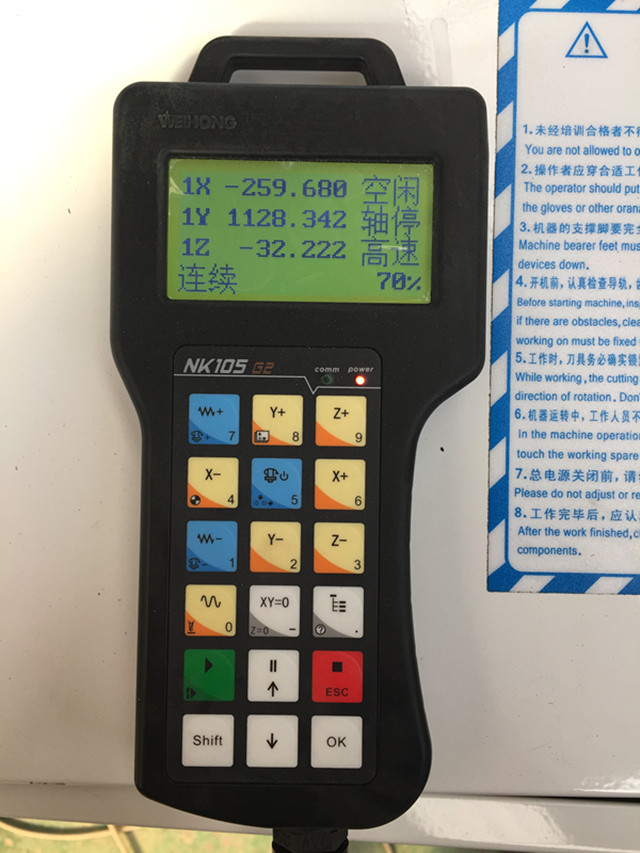 WEIHONG
1X -259.680 空闲
1Y 1128.342 轴停
1Z -32.222 高速
连续 70%
NK105 G2
comm power
+ 7
Y+ 8
Z+ 9
X- 4
5
X+ 6
- 1
Y- 2
Z- 3
0
XY=0 Z=0 -
.
ESC
Shift
OK
1.未经培训合格者不得
You are not allowed to o
2.操作者应穿合适工作
The operator should put
the gloves or other orna
3.机器的支撑脚要完全
Machine bearer feet mus
devices down.
4.开机前，认真检查导轨，
Before starting machine, ins
if there are obstacles, clea
working on must be fixed
5.工作时，刀具务必确实锁
While working, the cutting
direction of rotation. Don'
6.机器运转中，工作人员不
In the machine operatio
touch the working spare
7.总电源关闭前，请
Please do not adjust or re
8.工作完毕后，应认
After the work finished, cl
components.